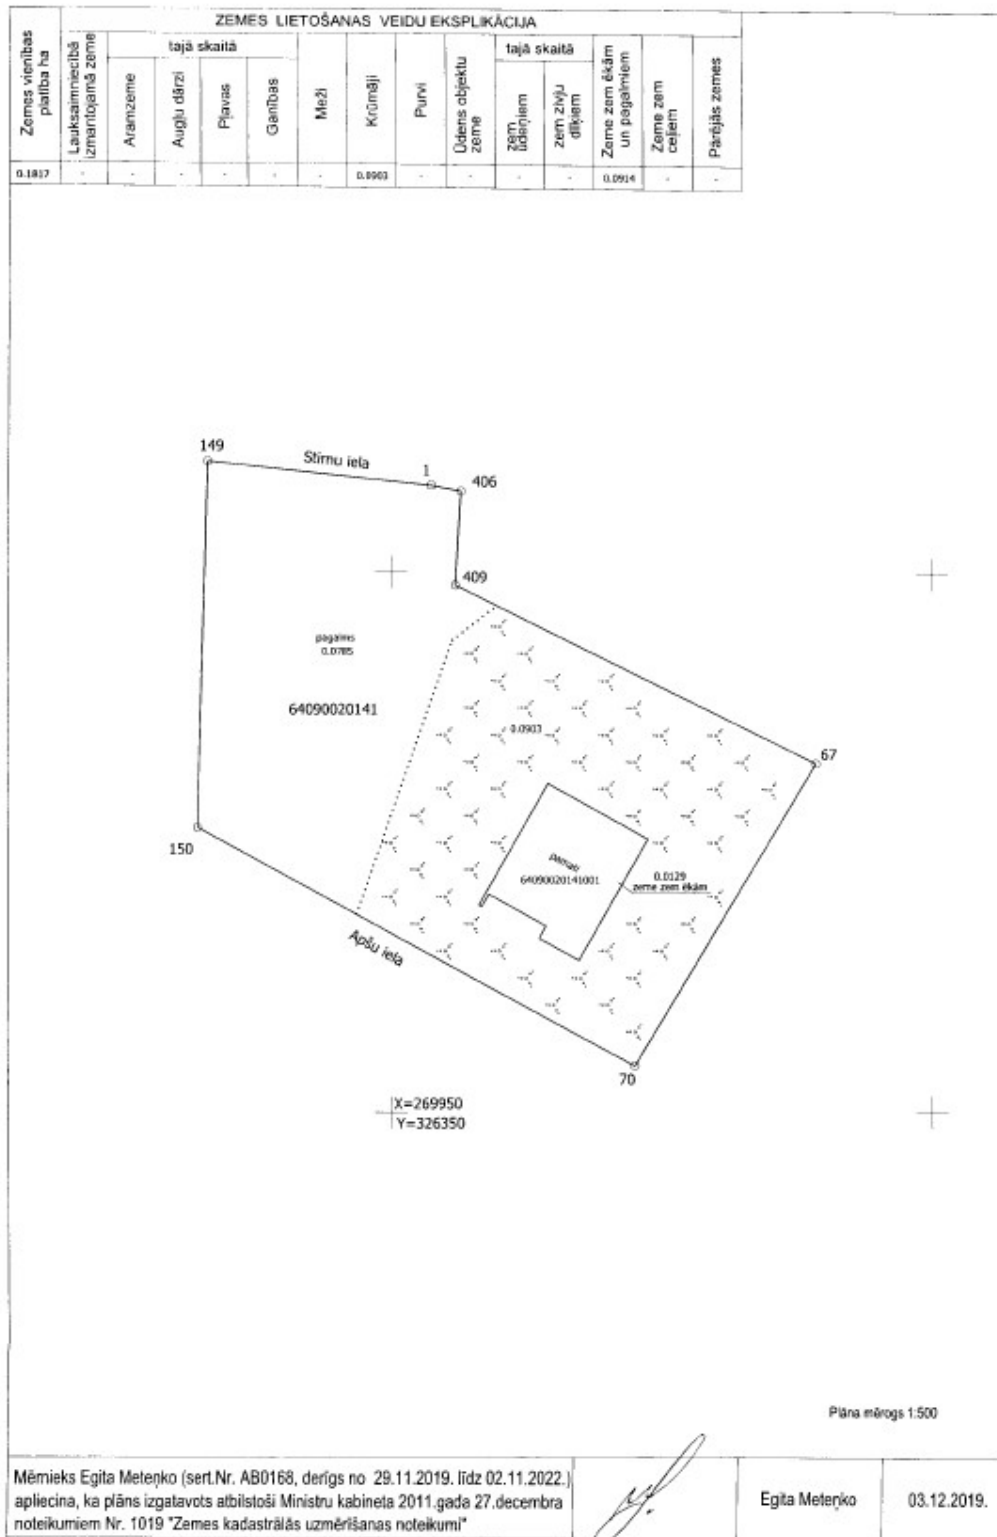 ZEMES LIETOŠANAS VEIDU EKSPLIKĀCIJA
Zemes vienības
platība ha
Lauksaimniecībā
izmantojamā zeme
tajā skaitā
Aramzeme
Augļu dārzi
Pļavas
Ganības
Meži
Krūmāji
Purvi
Ūdens objektu
zeme
tajā skaitā
zem
ūdeņiem
zem zivju
dīķiem
Zeme zem ēkām
un pagalmiem
Zeme zem
ceļiem
Pārējās zemes
0.1817 - - - - - - 0.0903 - - - - 0.0914 - -
149
Stirnu iela
1
406
409
pagalms
0.0785
64090020141
0.0903
67
pamati
64090020141001
0.0129
zeme zem ēkām
150
Apšu iela
70
X=269950
Y=326350
Plāna mērogs 1:500
Mērnieks Egita Meteņko (sert.Nr. AB0168, derīgs no 29.11.2019. līdz 02.11.2022.)
apliecina, ka plāns izgatavots atbilstoši Ministru kabineta 2011.gada 27.decembra
noteikumiem Nr. 1019 "Zemes kadastrālās uzmērīšanas noteikumi"
Egita Meteņko
03.12.2019.